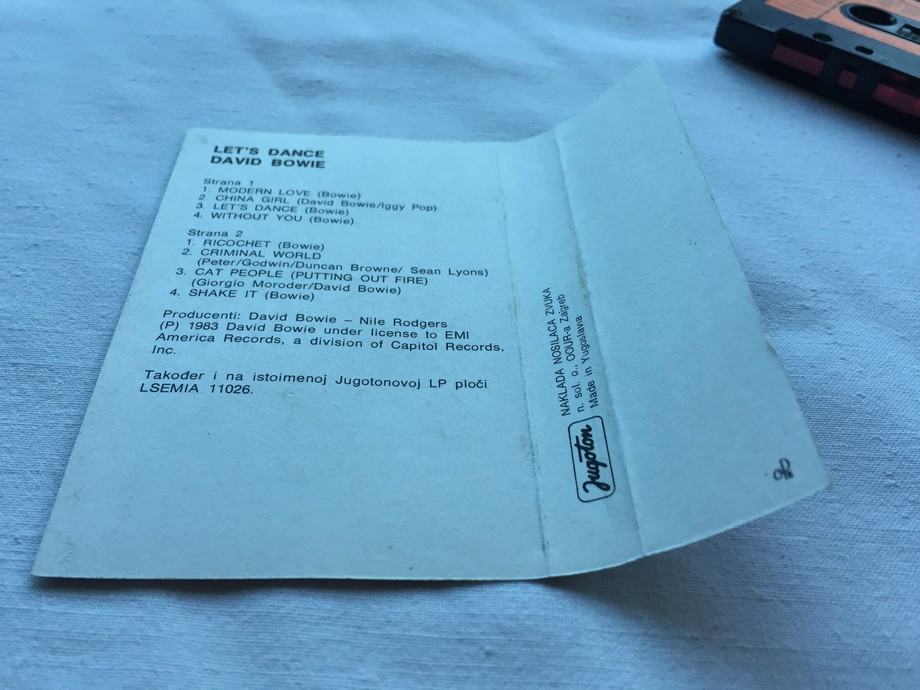 LET'S DANCE
DAVID BOWIE
Strana 1
1. MODERN LOVE (Bowie)
2 CHINA GIRL (David Bowie/Iggy Pop)
3. LET'S DANCE (Bowie)
4. WITHOUT YOU (Bowie)
Strana 2
1. RICOCHET (Bowie)
2. CRIMINAL WORLD
(Peter/Godwin/Duncan Browne/ Sean Lyons)
3. CAT PEOPLE (PUTTING OUT FIRE)
(Giorgio Moroder/David Bowie)
4. SHAKE IT (Bowie)
Producenti: David Bowie – Nile Rodgers
(P) 1983 David Bowie under license to EMI
America Records, a division of Capitol Records,
Inc.
Također i na istoimenoj Jugotonovoj LP ploči
LSEMIA 11026.
Jugoton
NAKLADA NOSILACA ZVUKA
n. sol. o., OOUR-a Zagreb
Made in Yugoslavia